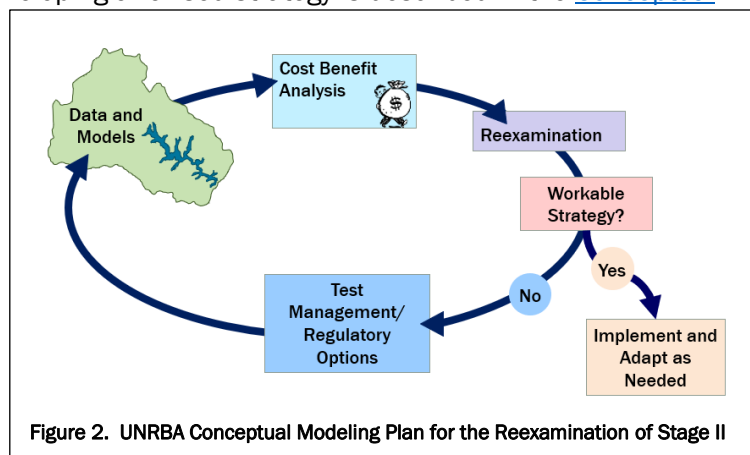 Data and
Models
Cost Benefit
Analysis
$
Reexamination
Workable
Strategy?
Yes
No
Test
Management/
Regulatory
Options
Implement and
Adapt as
Needed
Figure 2. UNRBA Conceptual Modeling Plan for the Reexamination of Stage II